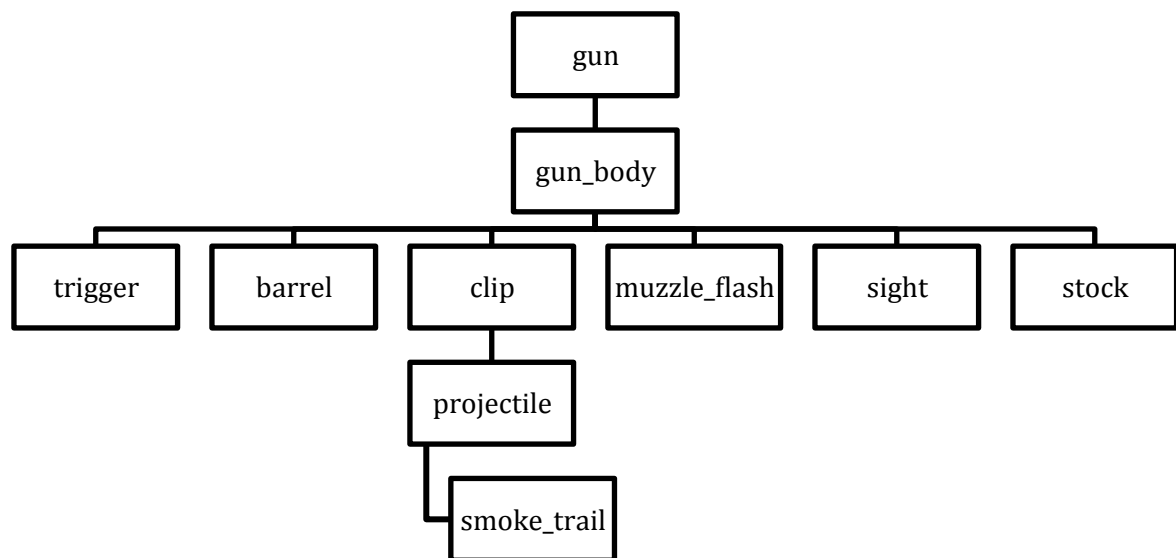 gun
gun_body
trigger
barrel
clip
muzzle_flash
sight
stock
projectile
smoke_trail